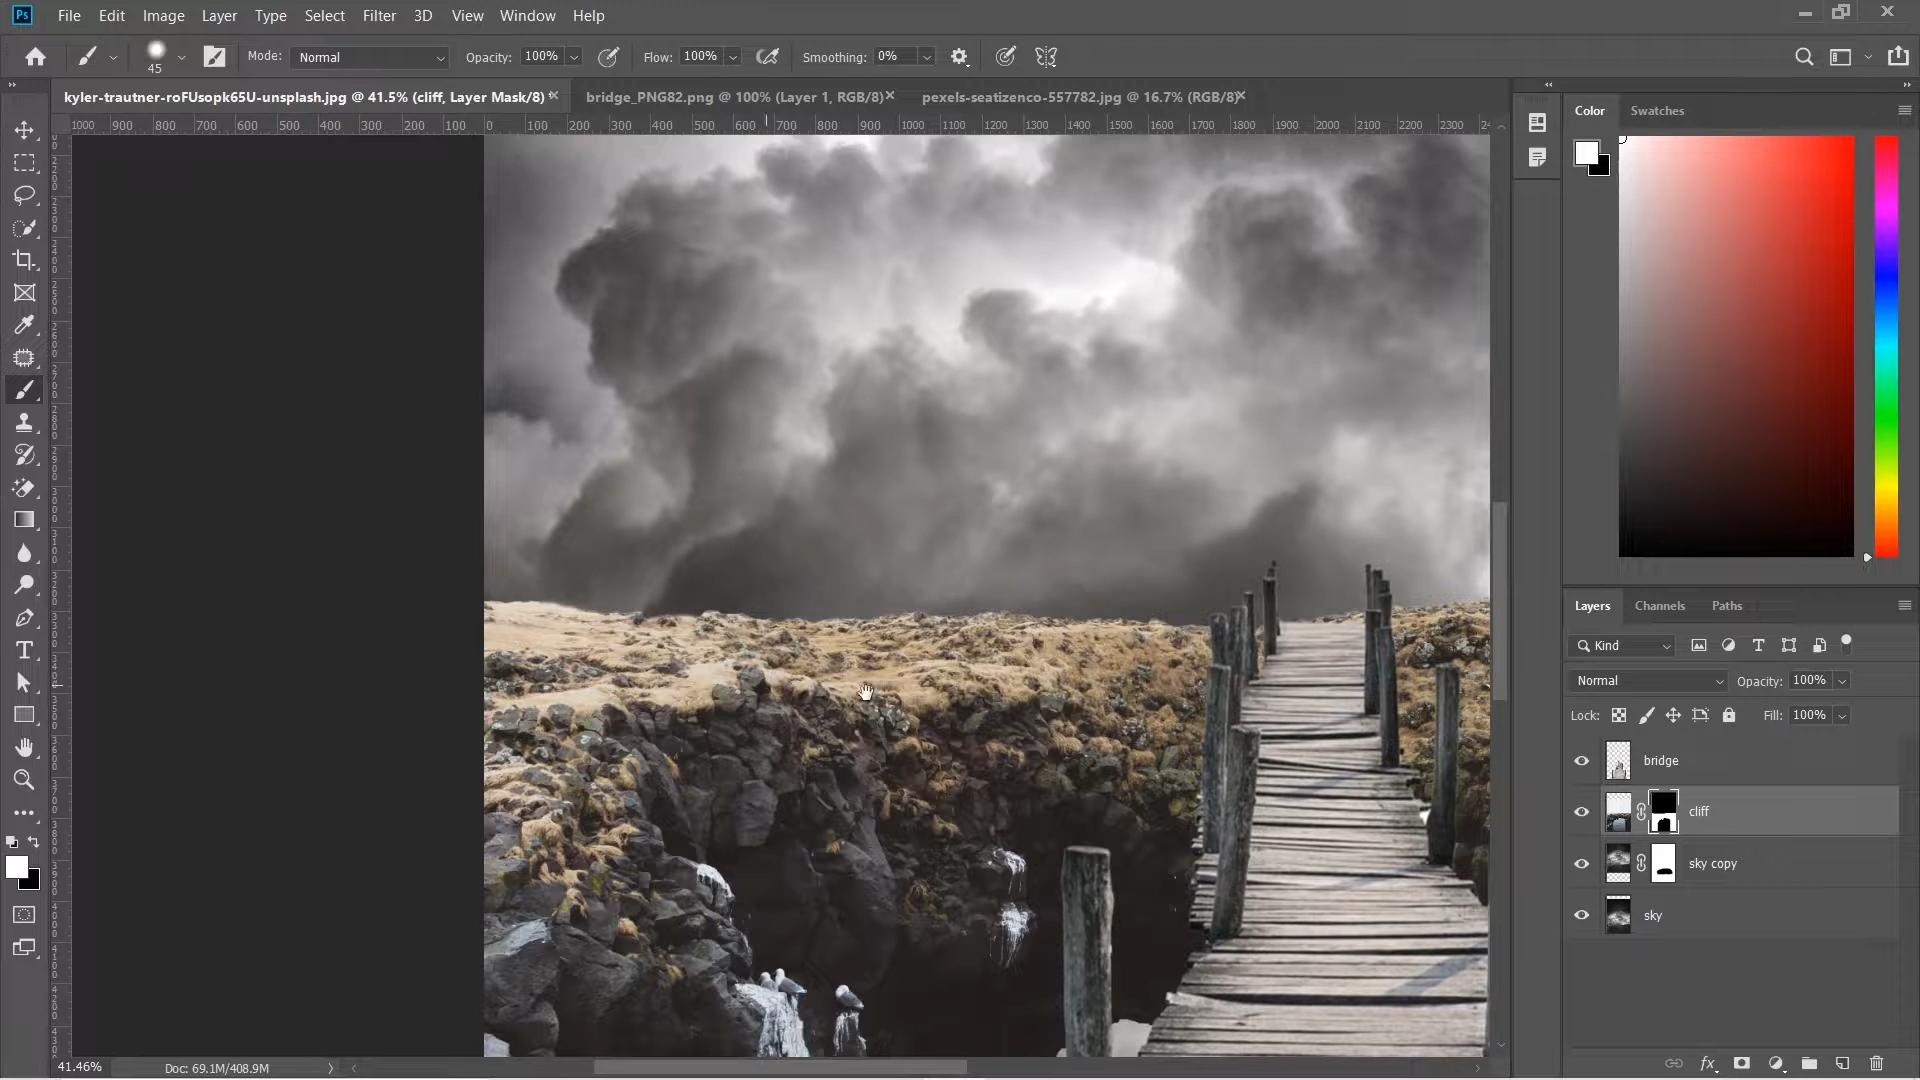 Ps File Edit Image Layer Type Select Filter 3D View Window Help
45 Mode: Normal Opacity: 100% Flow: 100% Smoothing: 0%
kyler-trautner-roFUsopk65U-unsplash.jpg @ 41.5% (cliff, Layer Mask/8) * bridge_PNG82.png @ 100% (Layer 1, RGB/8) pexels-seatizenco-557782.jpg @ 16.7% (RGB/8)
1000 900 800 700 600 500 400 300 200 100 0 100 200 300 400 500 600 700 800 900 1000 1100 1200 1300 1400 1500 1600 1700 1800 1900 2000 2100 2200 2300
Color Swatches
Layers Channels Paths
Kind
Normal Opacity: 100%
Lock: Fill: 100%
bridge
cliff
sky copy
sky
fx
41.46% Doc: 69.1M/408.9M